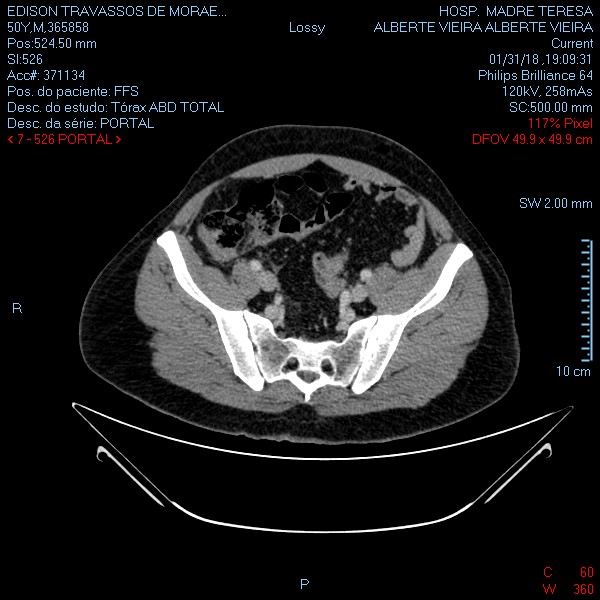 EDISON TRAVASSOS DE MORAE...
50Y,M,365858
Pos:524.50 mm
SI:526
Acc#: 371134
Pos. do paciente: FFS
Desc. do estudo: Tórax ABD TOTAL
Desc. da série: PORTAL
< 7 - 526 PORTAL >
Lossy
HOSP. MADRE TERESA
ALBERTE VIEIRA ALBERTE VIEIRA
Current
01/31/18 ,19:09:31
Philips Brilliance 64
120kV, 258mAs
SC:500.00 mm
117% Pixel
DFOV 49.9 x 49.9 cm
SW 2.00 mm
R
10 cm
P
C 60
W 360